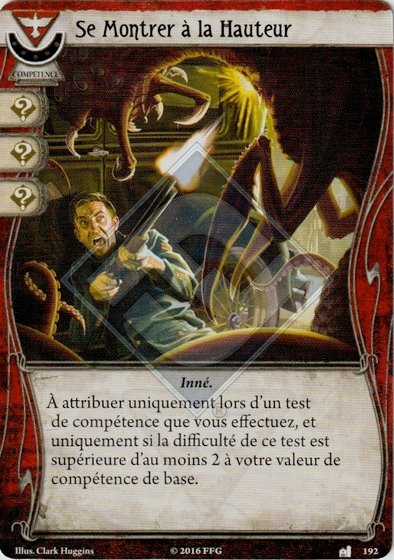 Se Montrer à la Hauteur
COMPÉTENCE
?
?
?
Inné.
À attribuer uniquement lors d'un test
de compétence que vous effectuez, et
uniquement si la difficulté de ce test est
supérieure d'au moins 2 à votre valeur de
compétence de base.
®
Illus. Clark Huggins © 2016 FFG 192